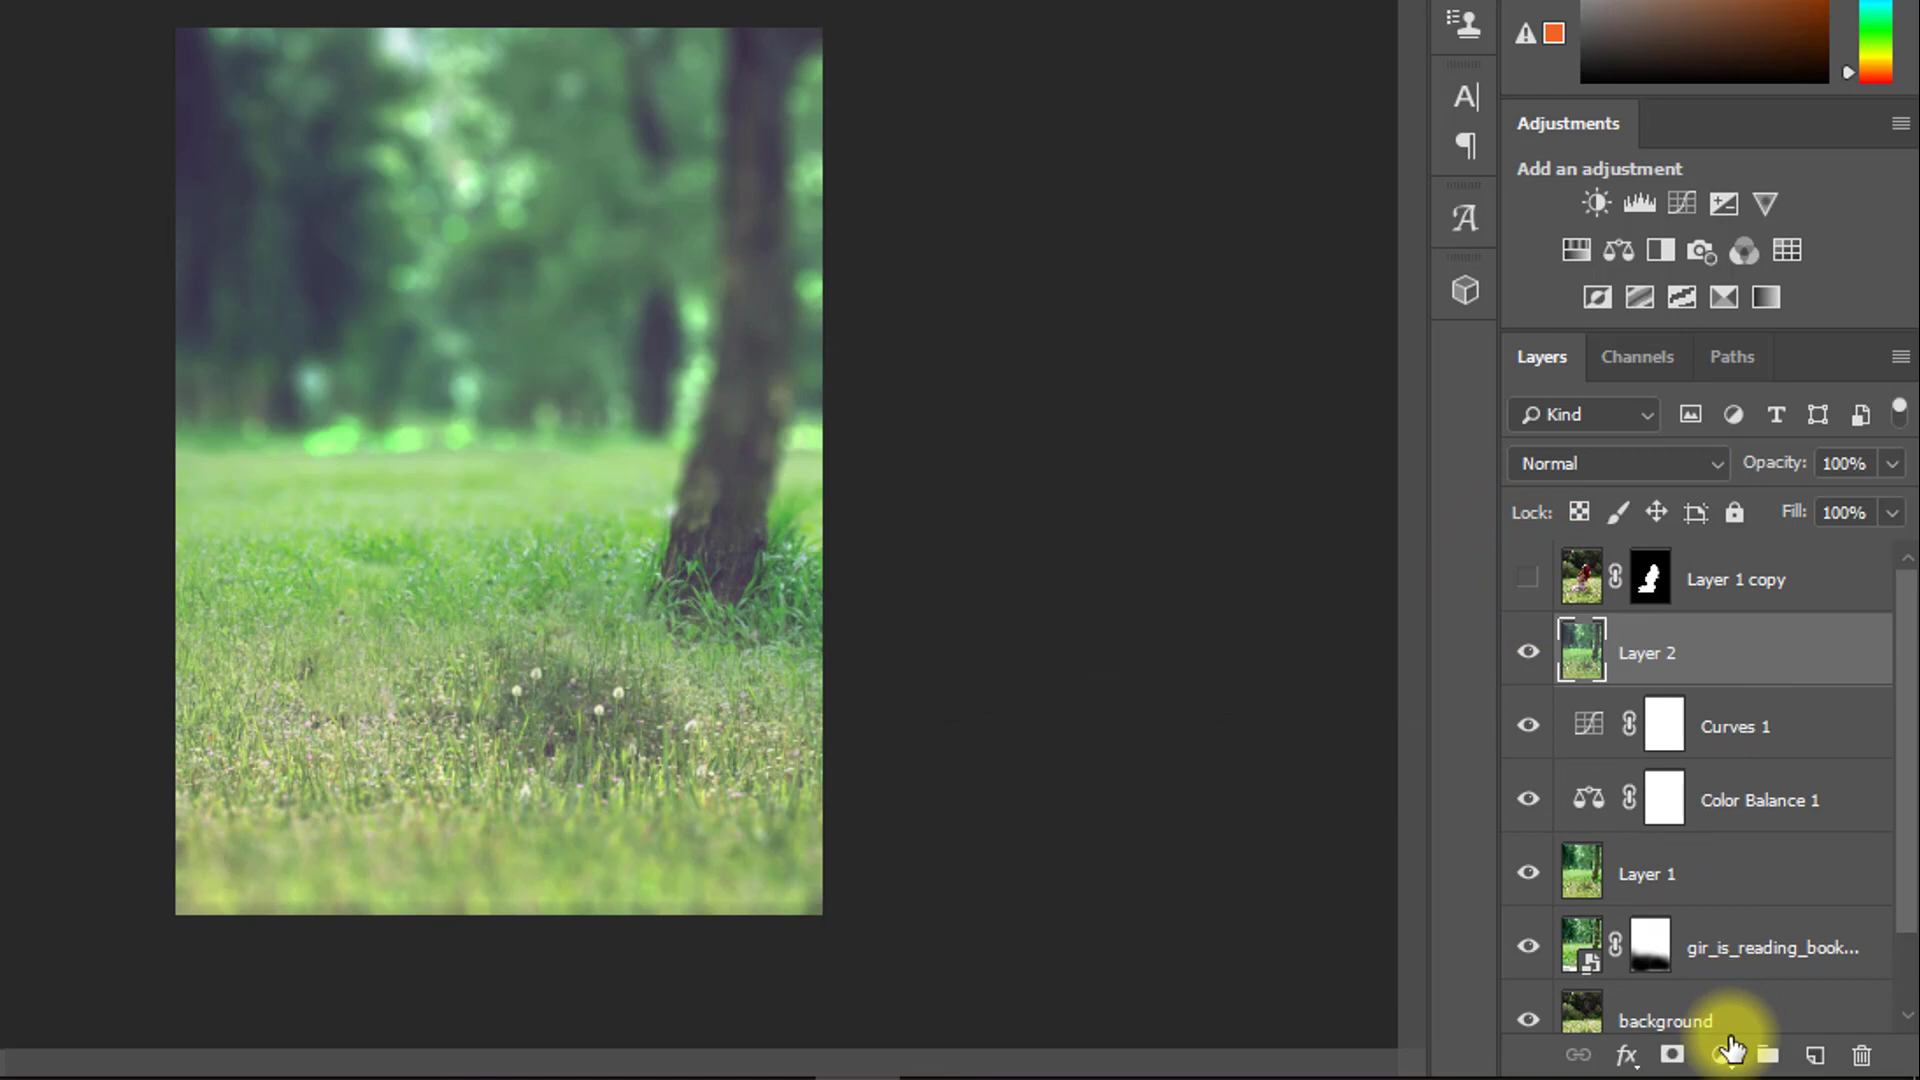 Adjustments
Add an adjustment
Layers Channels Paths
Kind
Normal Opacity: 100%
Lock: Fill: 100%
Layer 1 copy
Layer 2
Curves 1
Color Balance 1
Layer 1
gir_is_reading_book...
background
fx